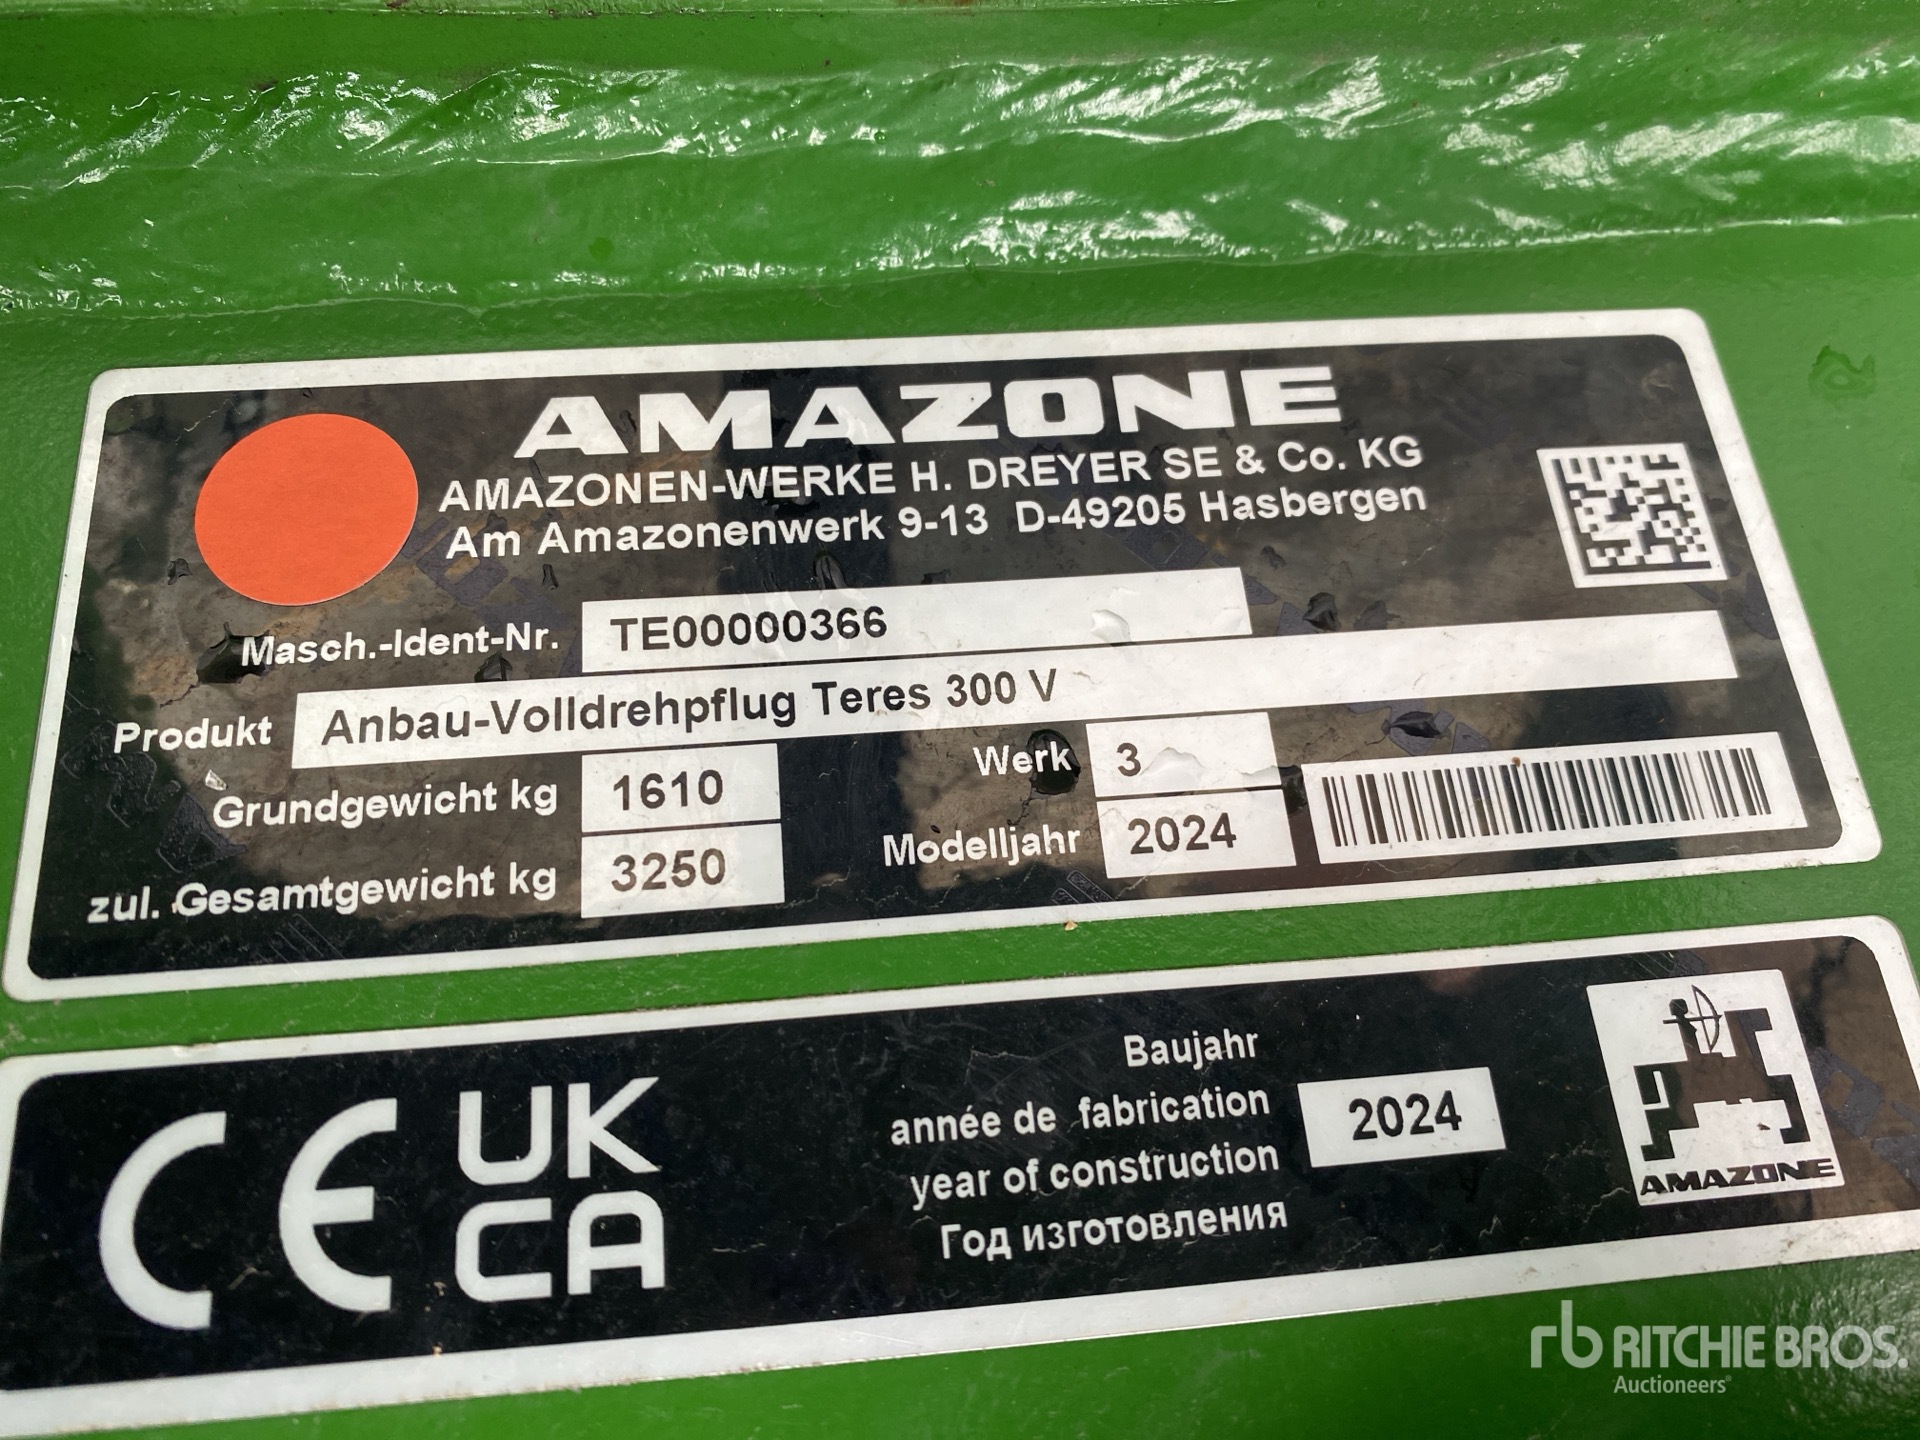 AMAZONE
AMAZONEN-WERKE H. DREYER SE & Co. KG
Am Amazonenwerk 9-13 D-49205 Hasbergen
Masch.-Ident-Nr. TE00000366
Produkt Anbau-Volldrehpflug Teres 300 V
Grundgewicht kg 1610
Werk 3
zul. Gesamtgewicht kg 3250
Modelljahr 2024
CE UK CA
Baujahr
année de fabrication
year of construction
Год изготовления
2024
AMAZONE
rb RITCHIE BROS.
Auctioneers